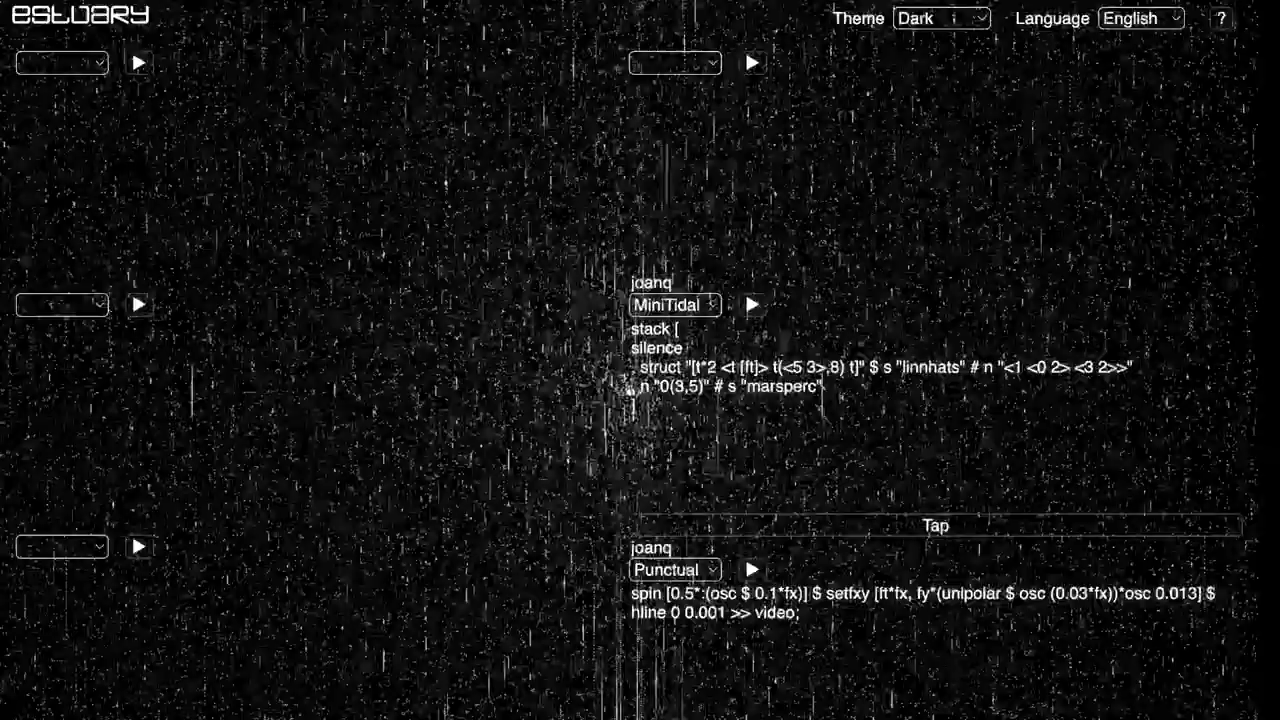 estuary
Theme Dark Language English ?
joanq
MiniTidal
stack [
silence
struct "[t*2 <t [ft]> t(<5 3>,8) t]" $ s "linnhats" # n "<1 <0 2> <3 2>>"
n "0(3,5)" # s "marsperc"
Tap
joanq
Punctual
spin [0.5*:(osc $ 0.1*fx)] $ setfxy [ft*fx, fy*(unipolar $ osc (0.03*fx))*osc 0.013] $
hline 0 0.001 >> video;